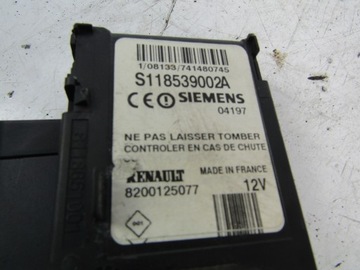 1/08133/741480745
S118539002A
CE SIEMENS
04197
NE PAS LAISSER TOMBER
CONTROLER EN CAS DE CHUTE
RENAULT MADE IN FRANCE
8200125077 12V